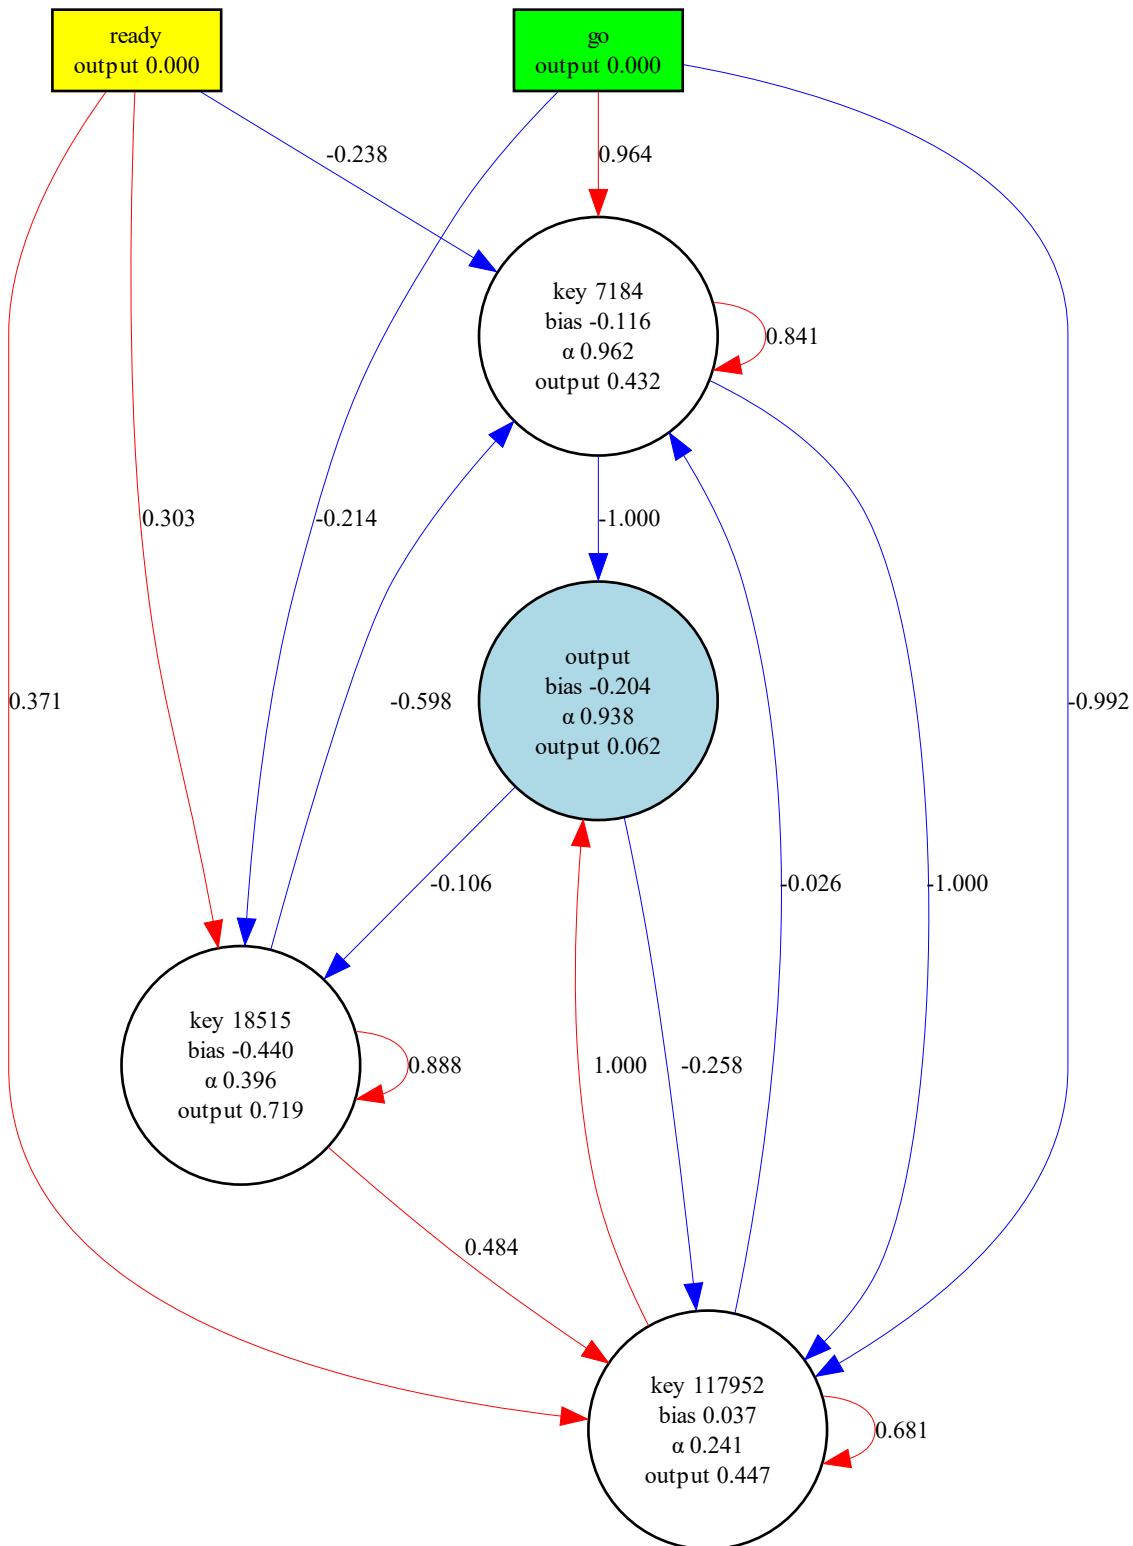 ready
output 0.000
go
output 0.000
-0.238
0.964
key 7184
bias -0.116
α 0.962
output 0.432
0.841
0.303
-0.214
-1.000
output
bias -0.204
α 0.938
output 0.062
0.371
-0.598
-0.992
-0.106
-0.026
-1.000
key 18515
bias -0.440
α 0.396
output 0.719
0.888
1.000
-0.258
0.484
key 117952
bias 0.037
α 0.241
output 0.447
0.681